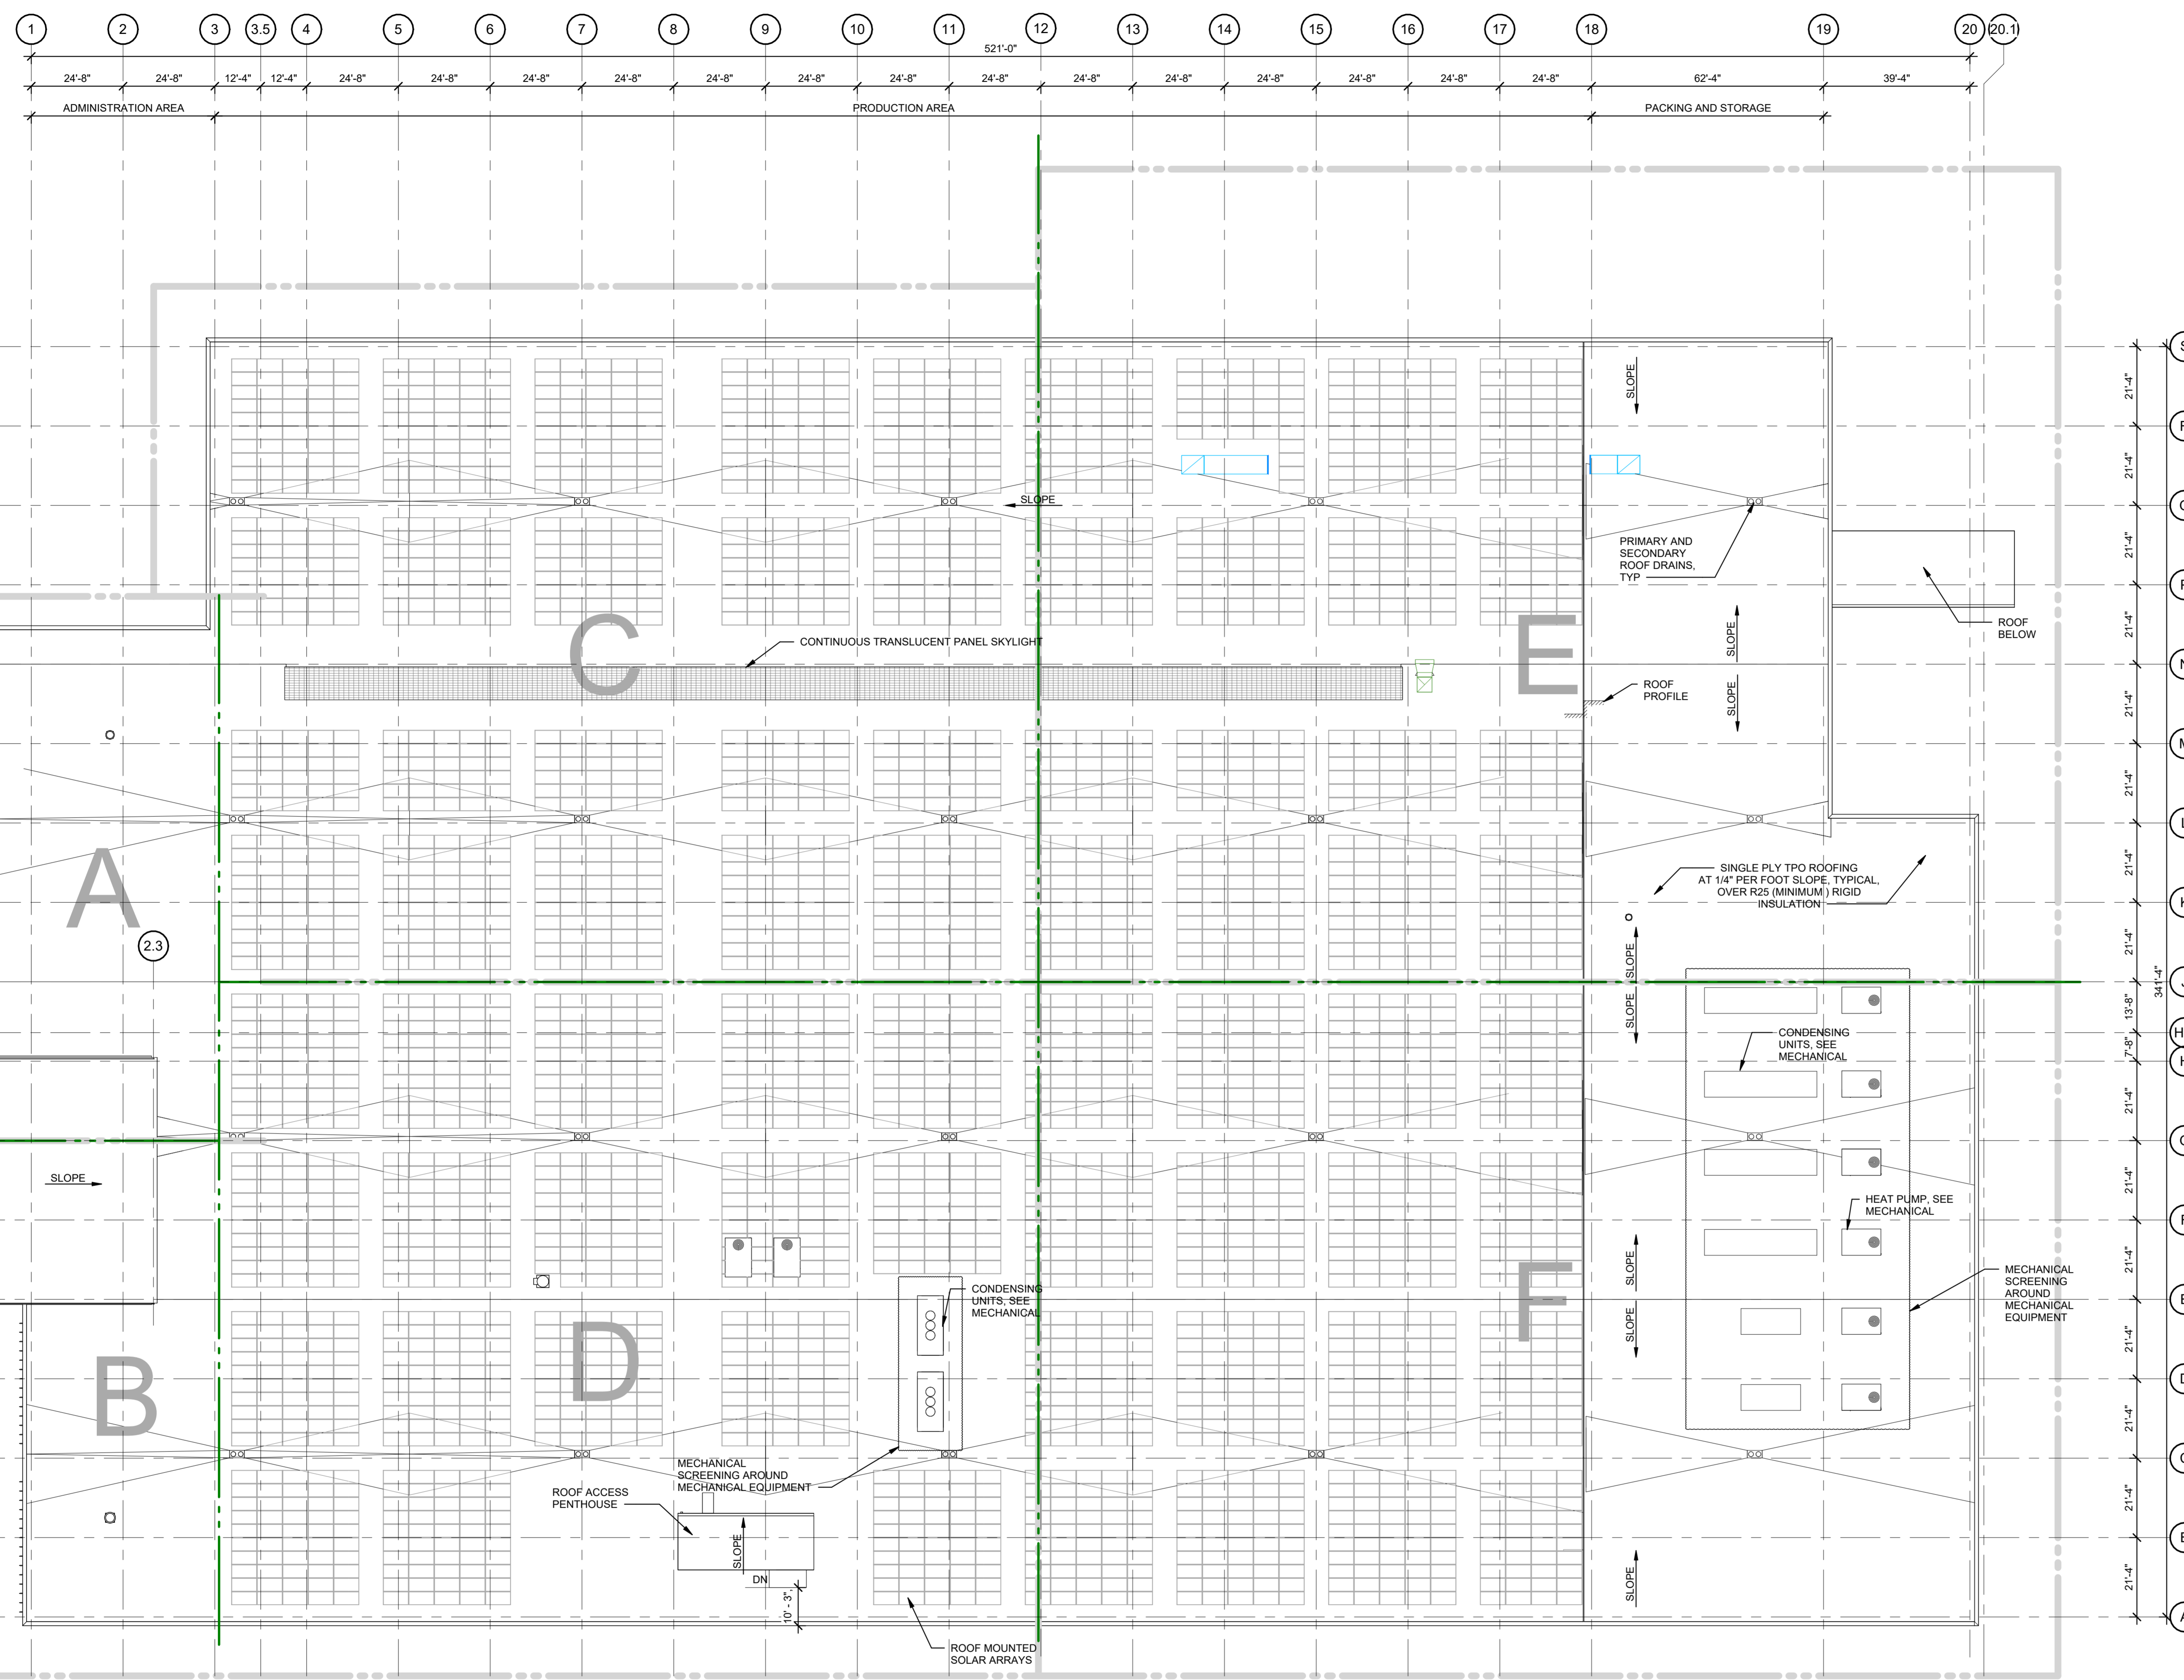 1 2 3 3.5 4 5 6 7 8 9 10 11 12 13 14 15 16 17 18 19 20 20.1
521'-0"
24'-8" 24'-8" 12'-4" 12'-4" 24'-8" 24'-8" 24'-8" 24'-8" 24'-8" 24'-8" 24'-8" 24'-8" 24'-8" 24'-8" 24'-8" 24'-8" 24'-8" 24'-8" 62'-4" 39'-4"
ADMINISTRATION AREA
PRODUCTION AREA
PACKING AND STORAGE
SLOPE
SLOPE
PRIMARY AND
SECONDARY
ROOF DRAINS,
TYP
C
E
CONTINUOUS TRANSLUCENT PANEL SKYLIGHT
SLOPE
SLOPE
ROOF
BELOW
ROOF
PROFILE
A
2.3
SINGLE PLY TPO ROOFING
AT 1/4" PER FOOT SLOPE, TYPICAL,
OVER R25 (MINIMUM ) RIGID
INSULATION
SLOPE
SLOPE
CONDENSING
UNITS, SEE
MECHANICAL
SLOPE
HEAT PUMP, SEE
MECHANICAL
SLOPE
SLOPE
MECHANICAL
SCREENING
AROUND
MECHANICAL
EQUIPMENT
B
D
F
CONDENSING
UNITS, SEE
MECHANICAL
MECHANICAL
SCREENING AROUND
MECHANICAL EQUIPMENT
ROOF ACCESS
PENTHOUSE
SLOPE
DN
10' - 3"
SLOPE
ROOF MOUNTED
SOLAR ARRAYS
21'-4"
21'-4"
21'-4"
21'-4"
21'-4"
21'-4"
21'-4"
21'-4"
13'-8"
7'-8"
21'-4"
21'-4"
21'-4"
21'-4"
21'-4"
21'-4"
21'-4"
341'-4"